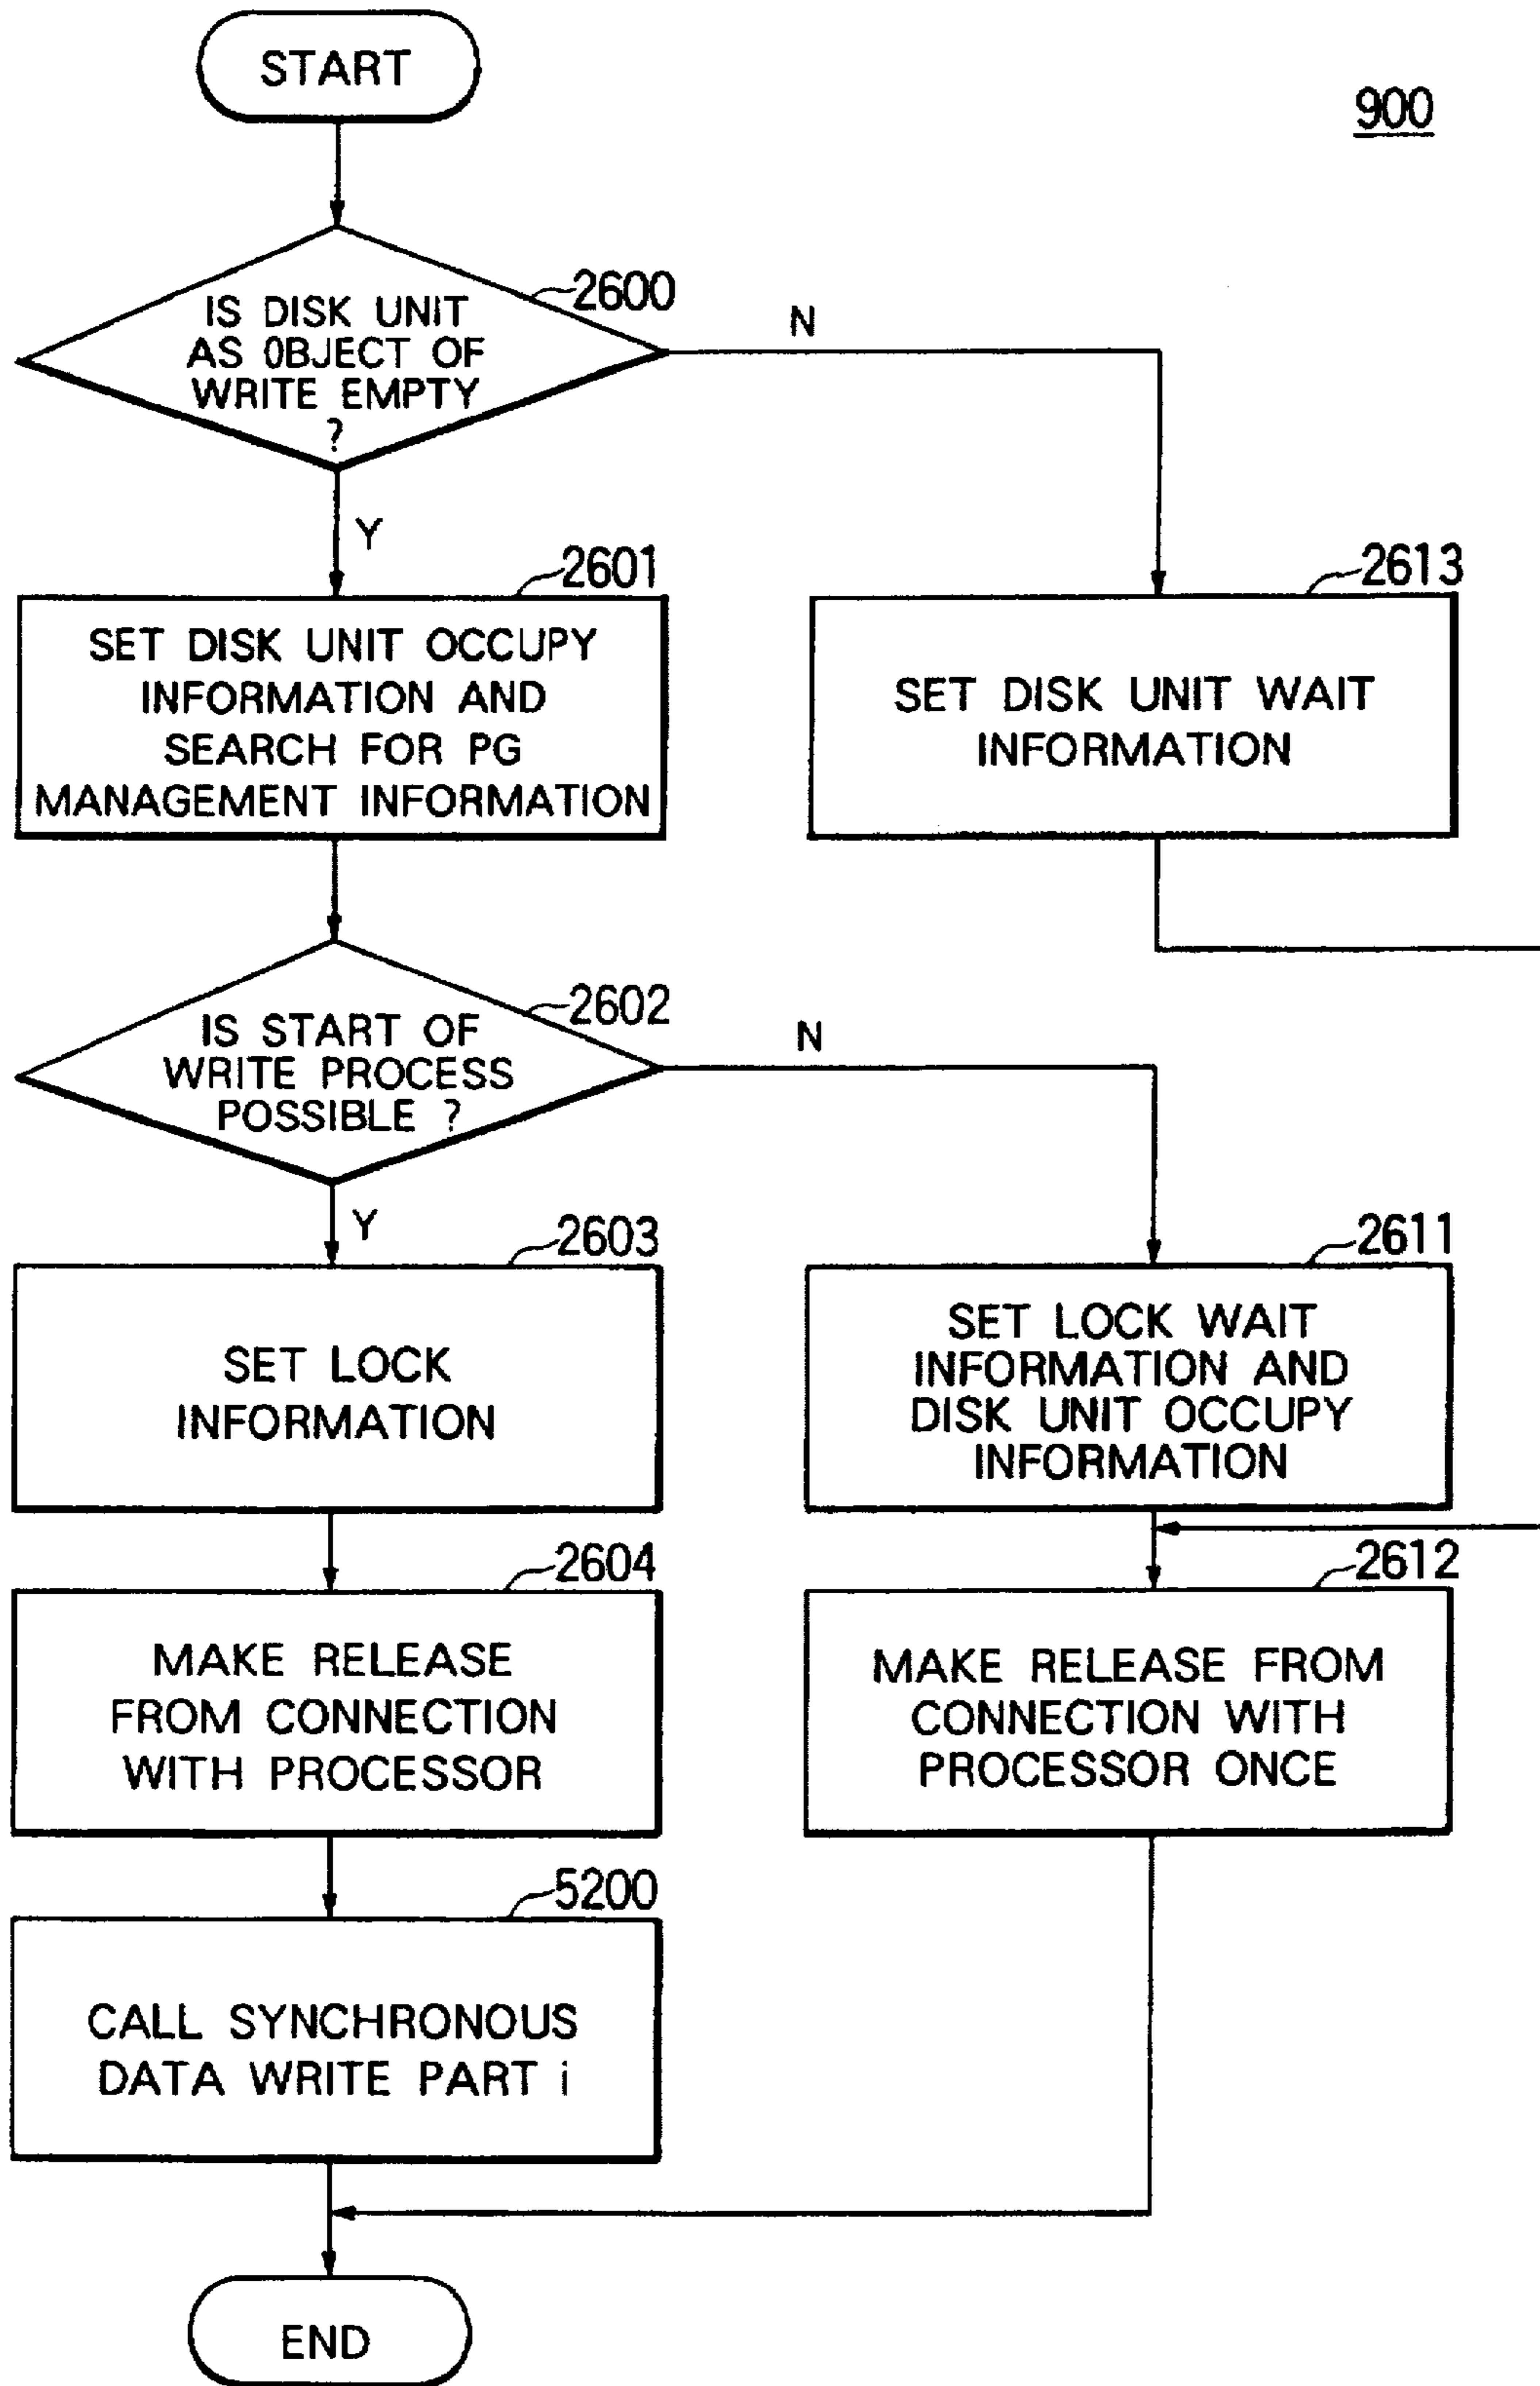 START
900
2600
IS DISK UNIT
AS OBJECT OF
WRITE EMPTY
?
N
Y
2601
SET DISK UNIT OCCUPY
INFORMATION AND
SEARCH FOR PG
MANAGEMENT INFORMATION
2613
SET DISK UNIT WAIT
INFORMATION
2602
IS START OF
WRITE PROCESS
POSSIBLE ?
N
Y
2603
SET LOCK
INFORMATION
2611
SET LOCK WAIT
INFORMATION AND
DISK UNIT OCCUPY
INFORMATION
2604
MAKE RELEASE
FROM CONNECTION
WITH PROCESSOR
2612
MAKE RELEASE FROM
CONNECTION WITH
PROCESSOR ONCE
5200
CALL SYNCHRONOUS
DATA WRITE PART i
END